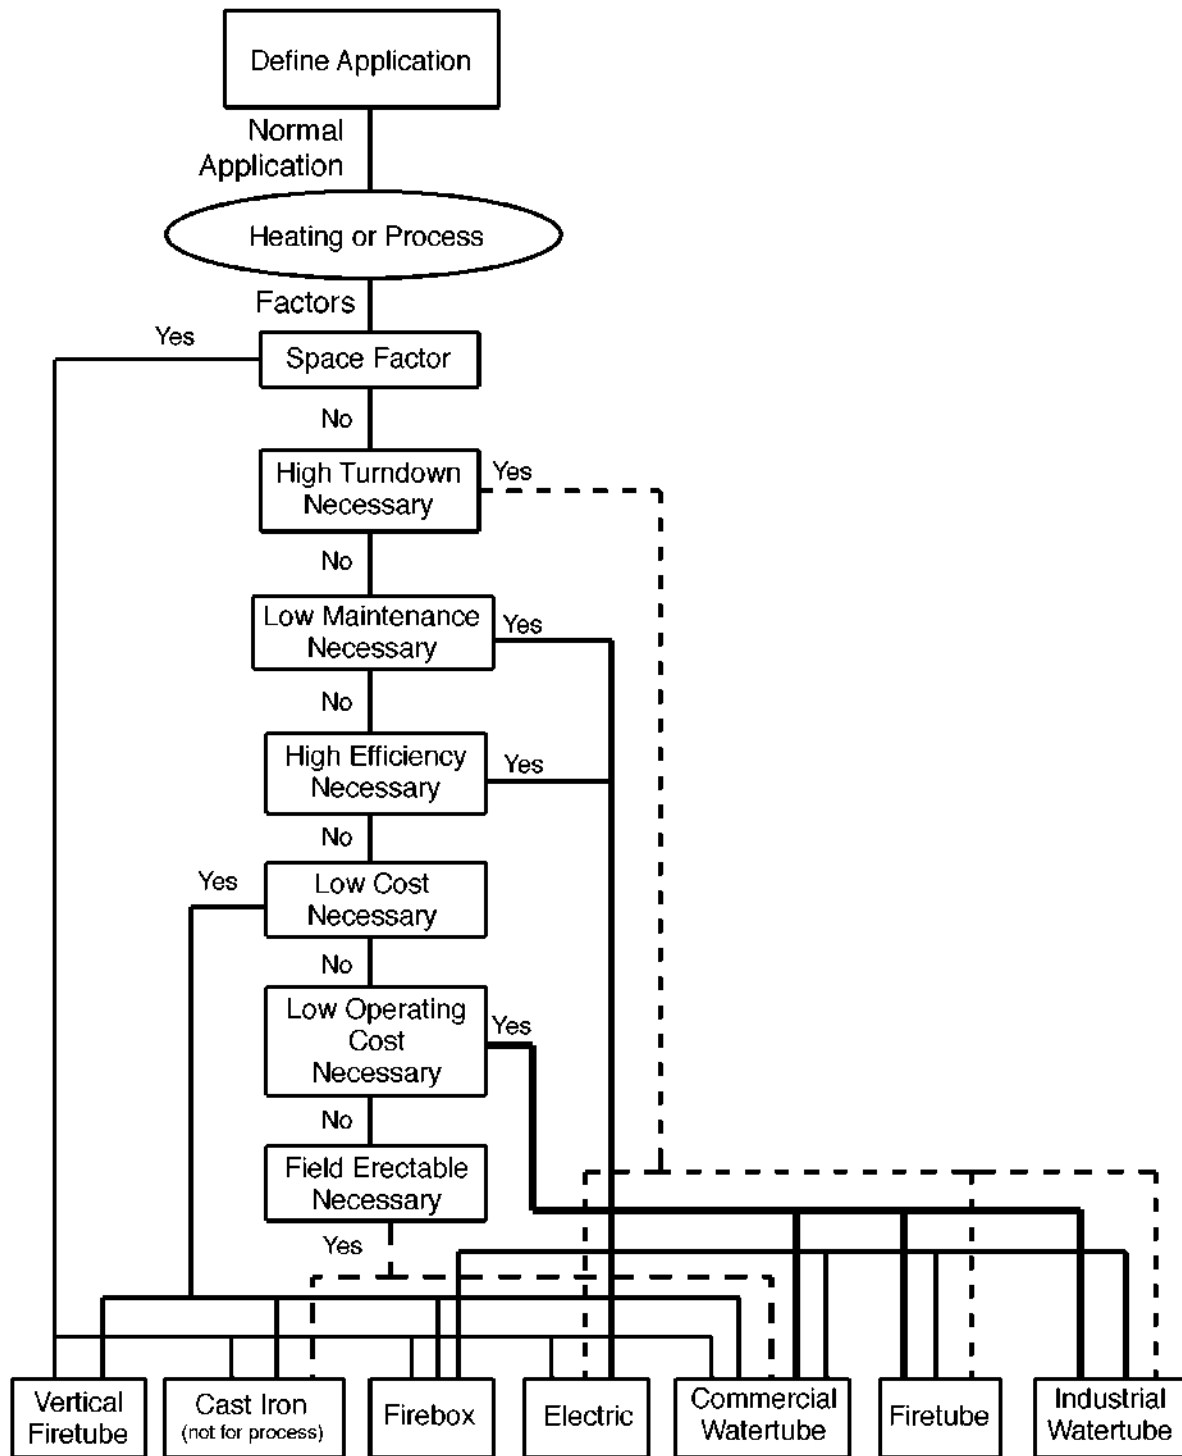 Define Application
Normal
Application
Heating or Process
Factors
Yes
Space Factor
No
High Turndown
Necessary
Yes
No
Low Maintenance
Necessary
Yes
No
High Efficiency
Necessary
Yes
No
Yes
Low Cost
Necessary
No
Low Operating
Cost
Necessary
Yes
No
Field Erectable
Necessary
Yes
Vertical
Firetube
Cast Iron
(not for process)
Firebox
Electric
Commercial
Watertube
Firetube
Industrial
Watertube